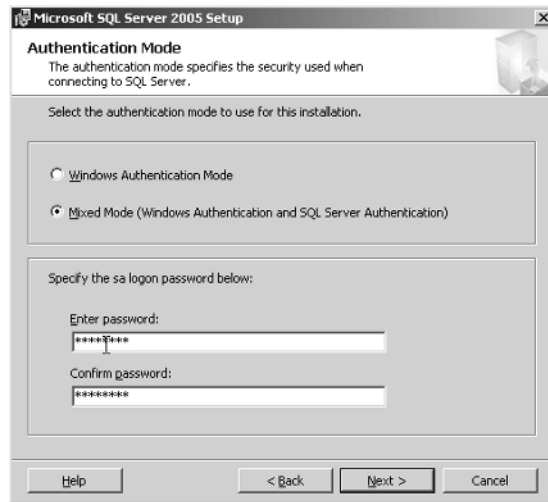 Microsoft SQL Server 2005 Setup
Authentication Mode
The authentication mode specifies the security used when
connecting to SQL Server.
Select the authentication mode to use for this installation.
Windows Authentication Mode
Mixed Mode (Windows Authentication and SQL Server Authentication)
Specify the sa logon password below:
Enter password:
********
Confirm password:
********
Help
< Back
Next >
Cancel